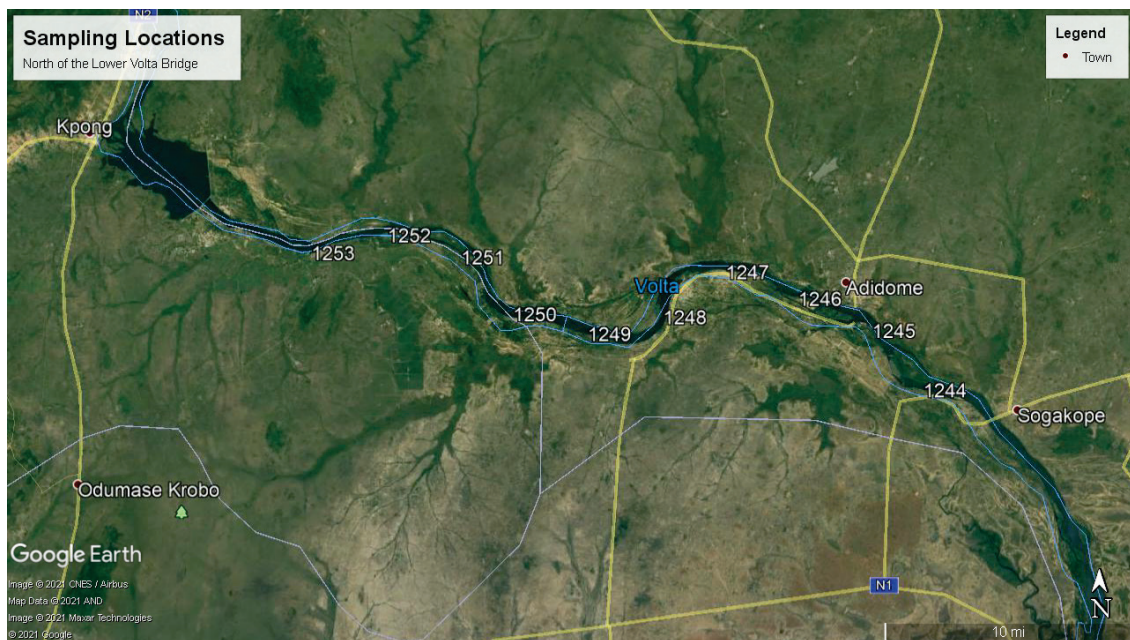 N2
Sampling Locations
North of the Lower Volta Bridge
Legend
Town
Kpong
1253
1252
1251
1250
1249
1248
Volta
1247
1246
Adidome
1245
1244
Sogakope
Odumase Krobo
N1
Google Earth
Image © 2021 CNES / Airbus
Map Data © 2021 AND
Image © 2021 Maxar Technologies
© 2021 Google
10 mi
N